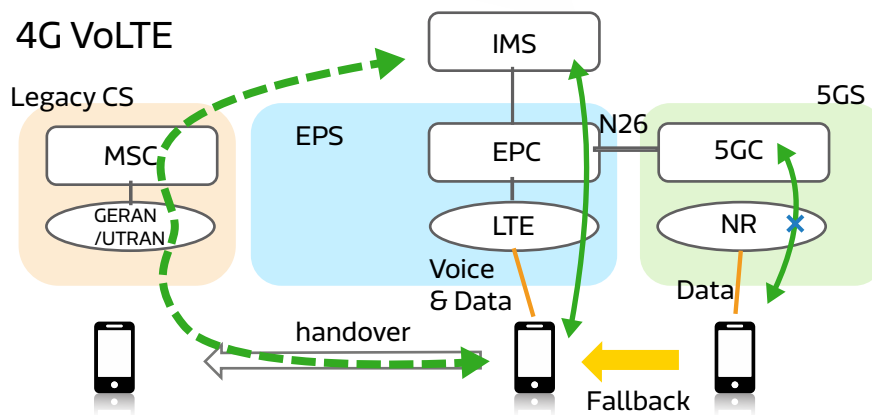 4G VoLTE
IMS
Legacy CS
5GS
N26
EPS
MSC
EPC
5GC
GERAN
/UTRAN
LTE
NR
Voice
& Data
Data
handover
Fallback